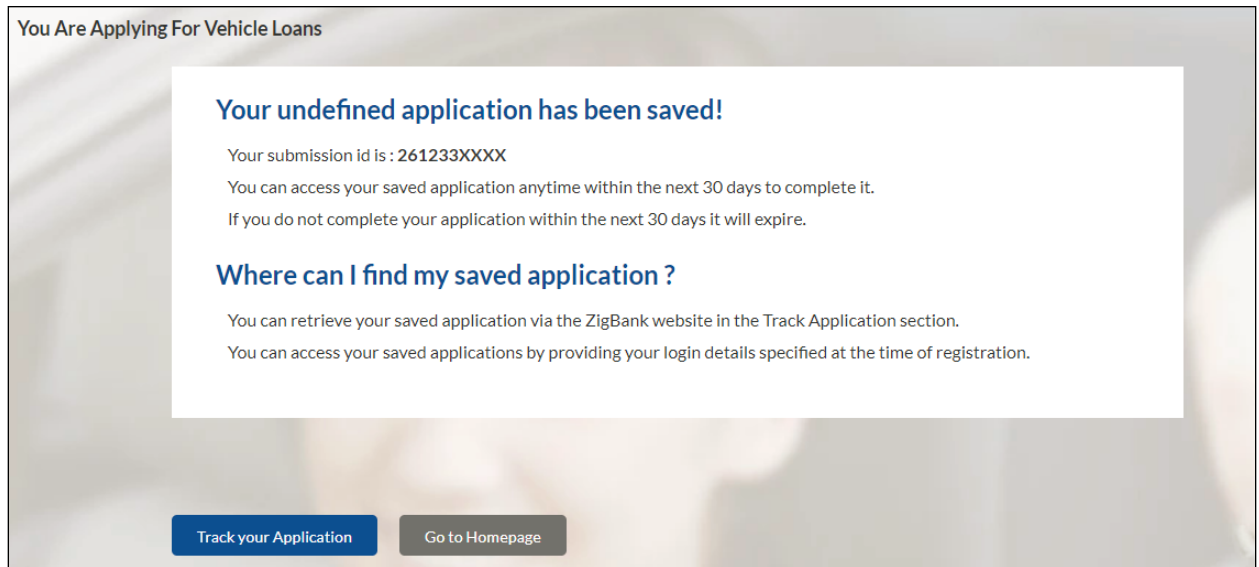 You Are Applying For Vehicle Loans
Your undefined application has been saved!
Your submission id is : 261233XXXX
You can access your saved application anytime within the next 30 days to complete it.
If you do not complete your application within the next 30 days it will expire.
Where can I find my saved application ?
You can retrieve your saved application via the ZigBank website in the Track Application section.
You can access your saved applications by providing your login details specified at the time of registration.
Track your Application
Go to Homepage